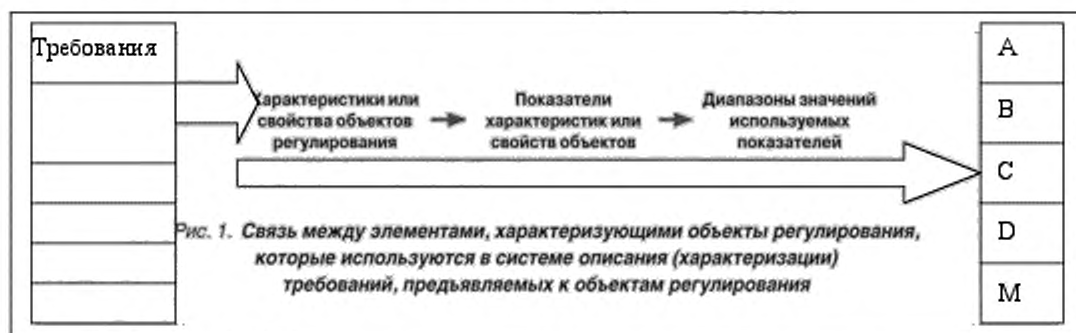 Требования
Характеристики или
свойства объектов
регулирования
Показатели
характеристик или
свойств объектов
Диапазоны значений
используемых
показателей
A
B
C
D
M
Рис. 1. Связь между элементами, характеризующими объекты регулирования,
которые используются в системе описания (характеризации)
требований, предъявляемых к объектам регулирования